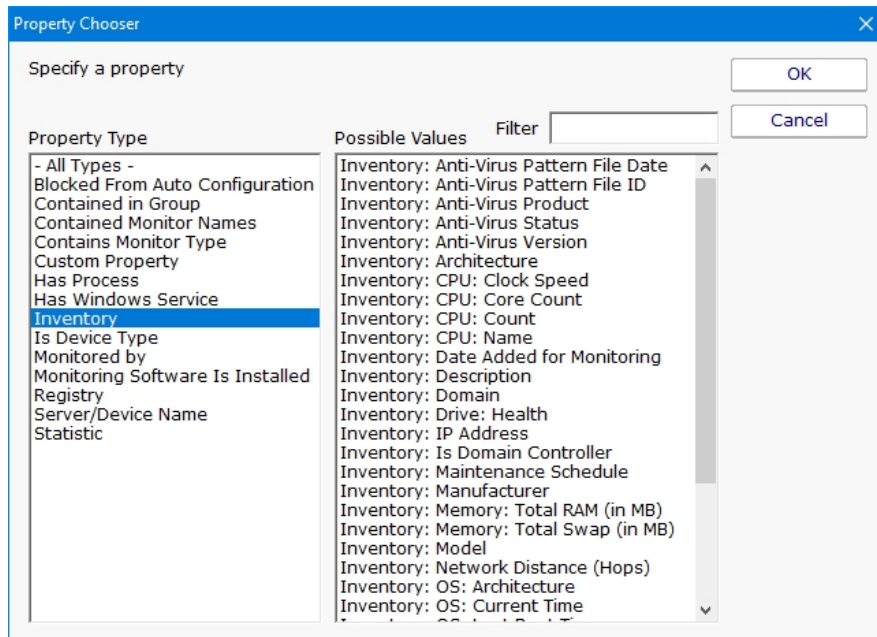 Property Chooser
Specify a property
OK
Cancel
Filter
Property Type
- All Types -
Blocked From Auto Configuration
Contained in Group
Contained Monitor Names
Contains Monitor Type
Custom Property
Has Process
Has Windows Service
Inventory
Is Device Type
Monitored by
Monitoring Software Is Installed
Registry
Server/Device Name
Statistic
Possible Values
Inventory: Anti-Virus Pattern File Date
Inventory: Anti-Virus Pattern File ID
Inventory: Anti-Virus Product
Inventory: Anti-Virus Status
Inventory: Anti-Virus Version
Inventory: Architecture
Inventory: CPU: Clock Speed
Inventory: CPU: Core Count
Inventory: CPU: Count
Inventory: CPU: Name
Inventory: Date Added for Monitoring
Inventory: Description
Inventory: Domain
Inventory: Drive: Health
Inventory: IP Address
Inventory: Is Domain Controller
Inventory: Maintenance Schedule
Inventory: Manufacturer
Inventory: Memory: Total RAM (in MB)
Inventory: Memory: Total Swap (in MB)
Inventory: Model
Inventory: Network Distance (Hops)
Inventory: OS: Architecture
Inventory: OS: Current Time